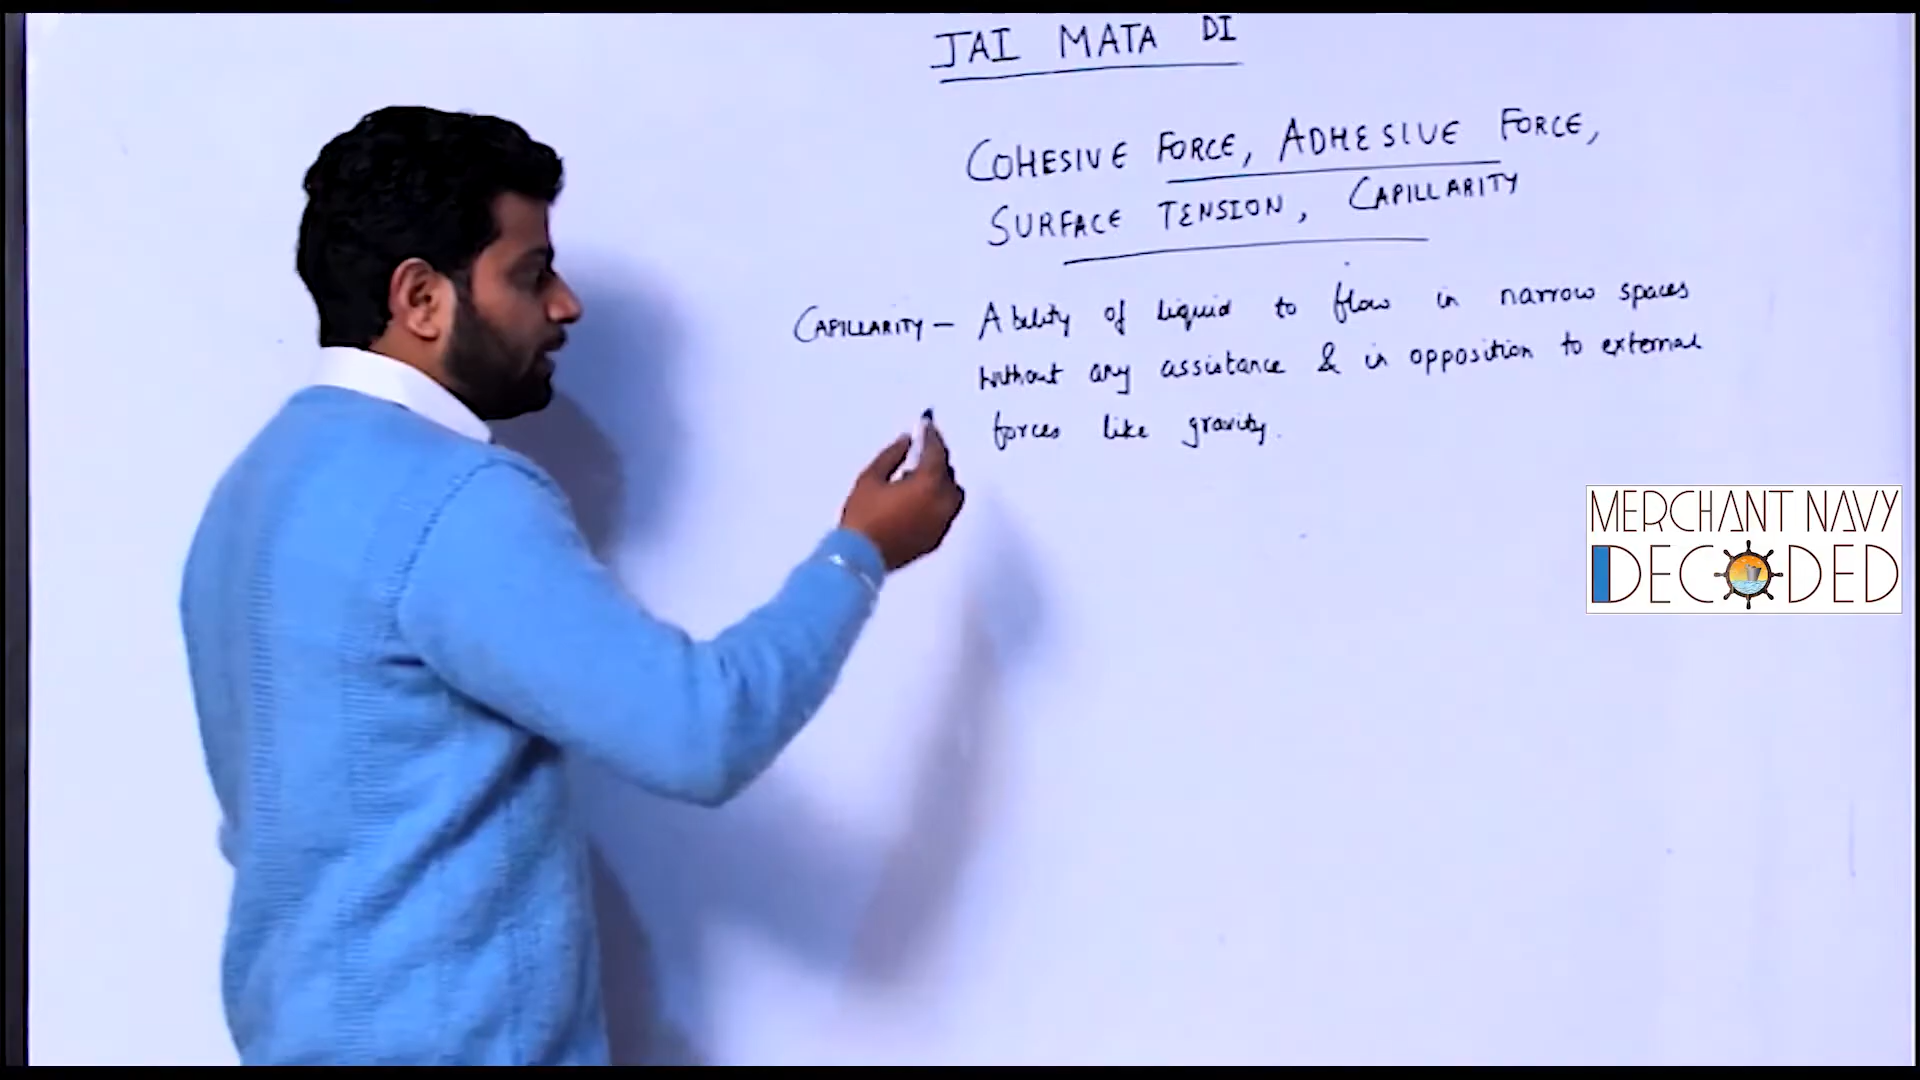 JAI MATA DI
COHESIVE FORCE, ADHESIVE FORCE,
SURFACE TENSION, CAPILLARITY
CAPILLARITY - Ability of liquid to flow in narrow spaces
without any assistance & in opposition to external
forces like gravity.
MERCHANT NAVY
DECODED